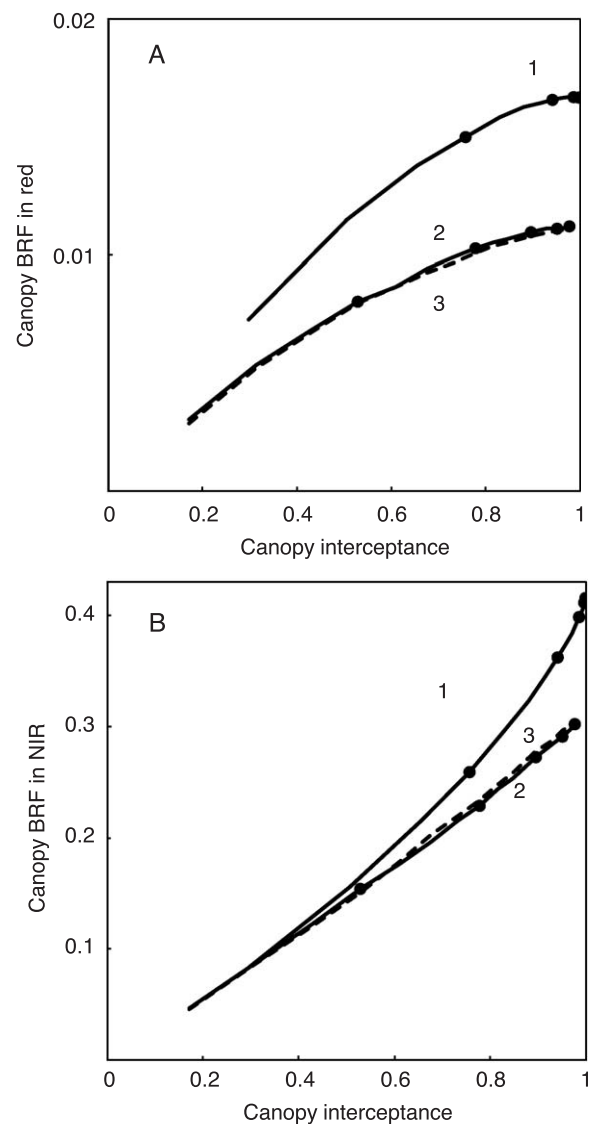 0.02
A
1
Canopy BRF in red
2
0.01
3
0 0.2 0.4 0.6 0.8 1
Canopy interceptance
0.4
B
1
0.3
3
Canopy BRF in NIR
2
0.2
0.1
0 0.2 0.4 0.6 0.8 1
Canopy interceptance